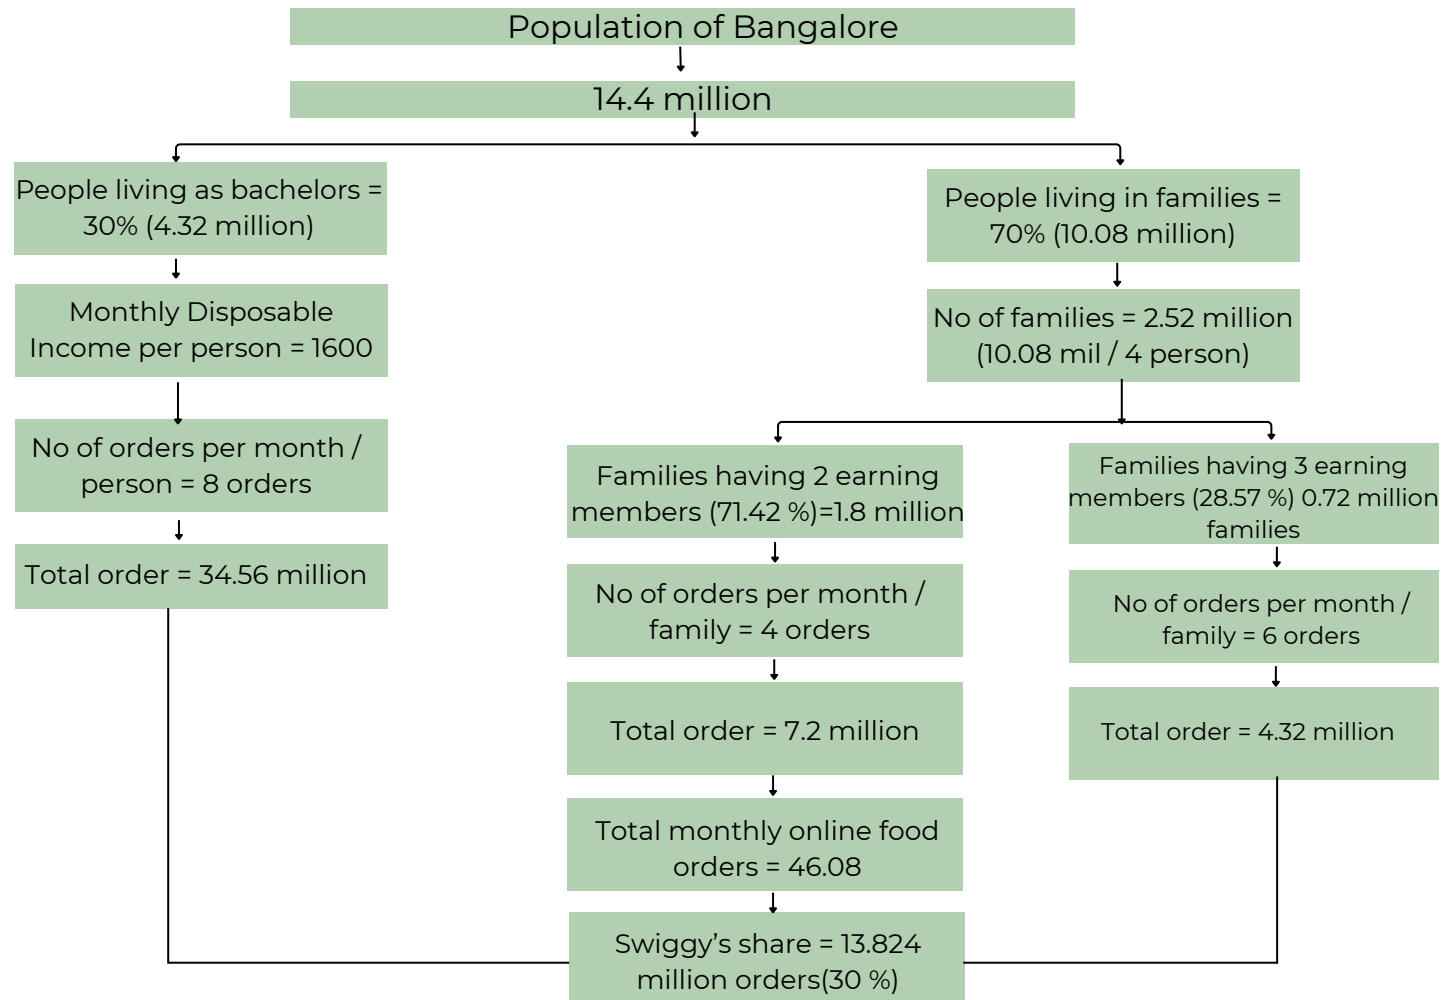 Population of Bangalore
14.4 million
People living as bachelors =
30% (4.32 million)
Monthly Disposable
Income per person = 1600
No of orders per month /
person = 8 orders
Total order = 34.56 million
People living in families =
70% (10.08 million)
No of families = 2.52 million
(10.08 mil / 4 person)
Families having 2 earning
members (71.42 %)=1.8 million
No of orders per month /
family = 4 orders
Total order = 7.2 million
Families having 3 earning
members (28.57 %) 0.72 million
families
No of orders per month /
family = 6 orders
Total order = 4.32 million
Total monthly online food
orders = 46.08
Swiggy’s share = 13.824
million orders(30 %)